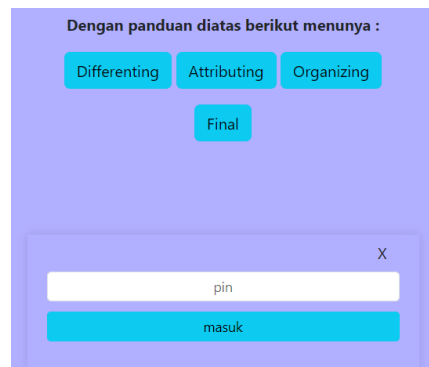 Dengan panduan diatas berikut menunya :
Differenting Attributing Organizing
Final
X
pin
masuk